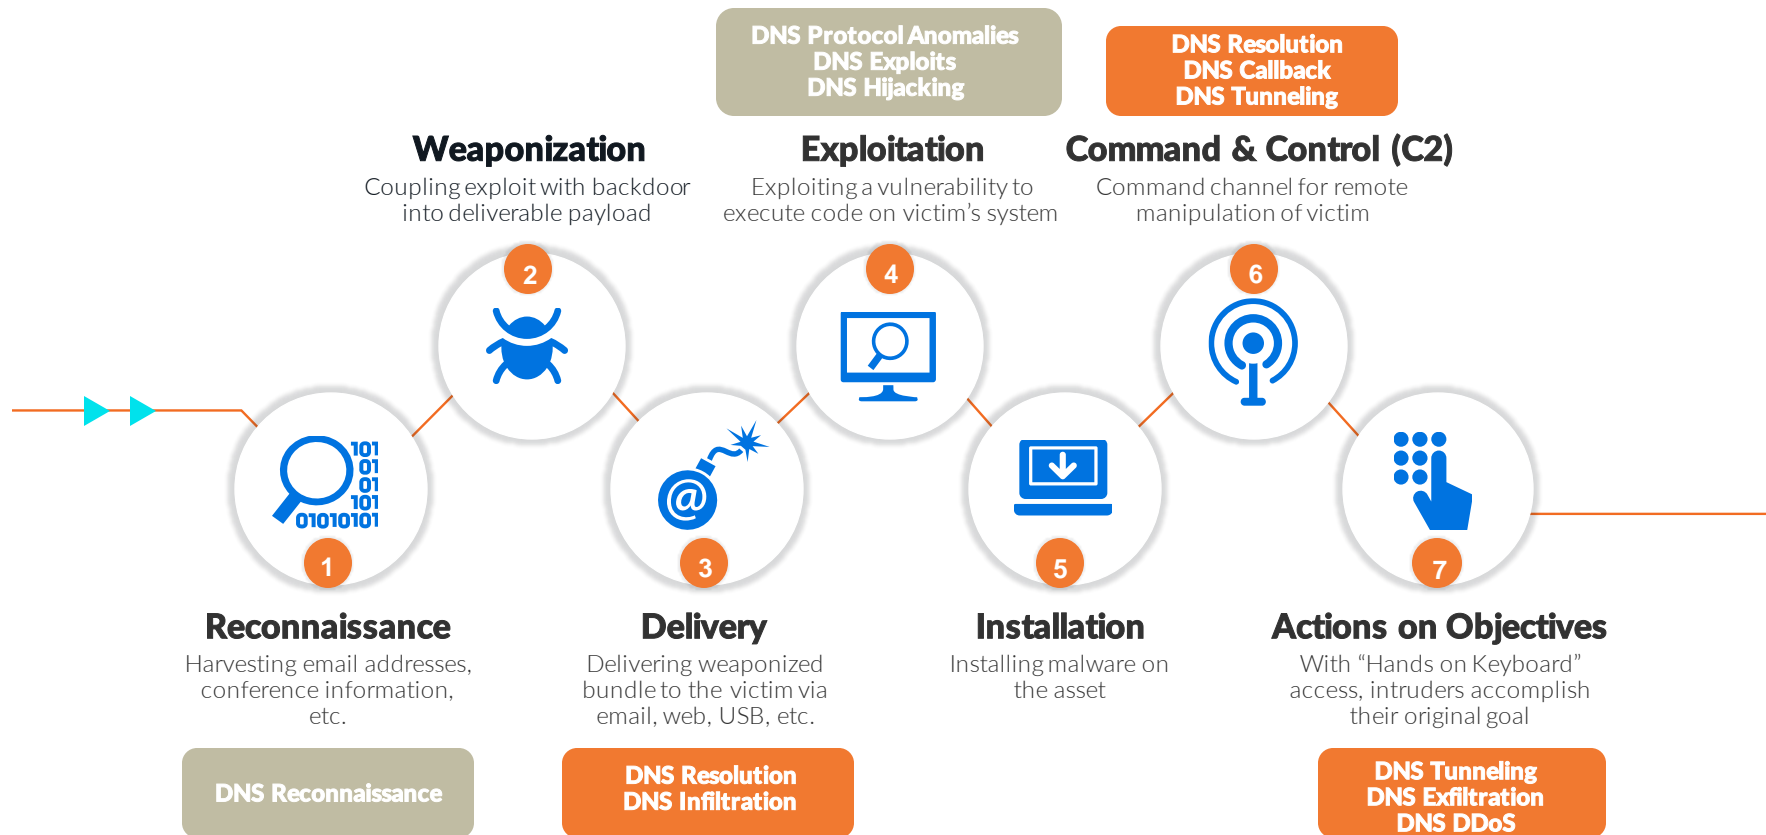 DNS Protocol Anomalies
DNS Exploits
DNS Hijacking
DNS Resolution
DNS Callback
DNS Tunneling
Weaponization
Coupling exploit with backdoor
into deliverable payload
Exploitation
Exploiting a vulnerability to
execute code on victim's system
Command & Control (C2)
Command channel for remote
manipulation of victim
2
4
6
101
01
01
101
01010101
@
1
3
5
7
Reconnaissance
Harvesting email addresses,
conference information,
etc.
Delivery
Delivering weaponized
bundle to the victim via
email, web, USB, etc.
Installation
Installing malware on
the asset
Actions on Objectives
With “Hands on Keyboard”
access, intruders accomplish
their original goal
DNS Reconnaissance
DNS Resolution
DNS Infiltration
DNS Tunneling
DNS Exfiltration
DNS DDoS